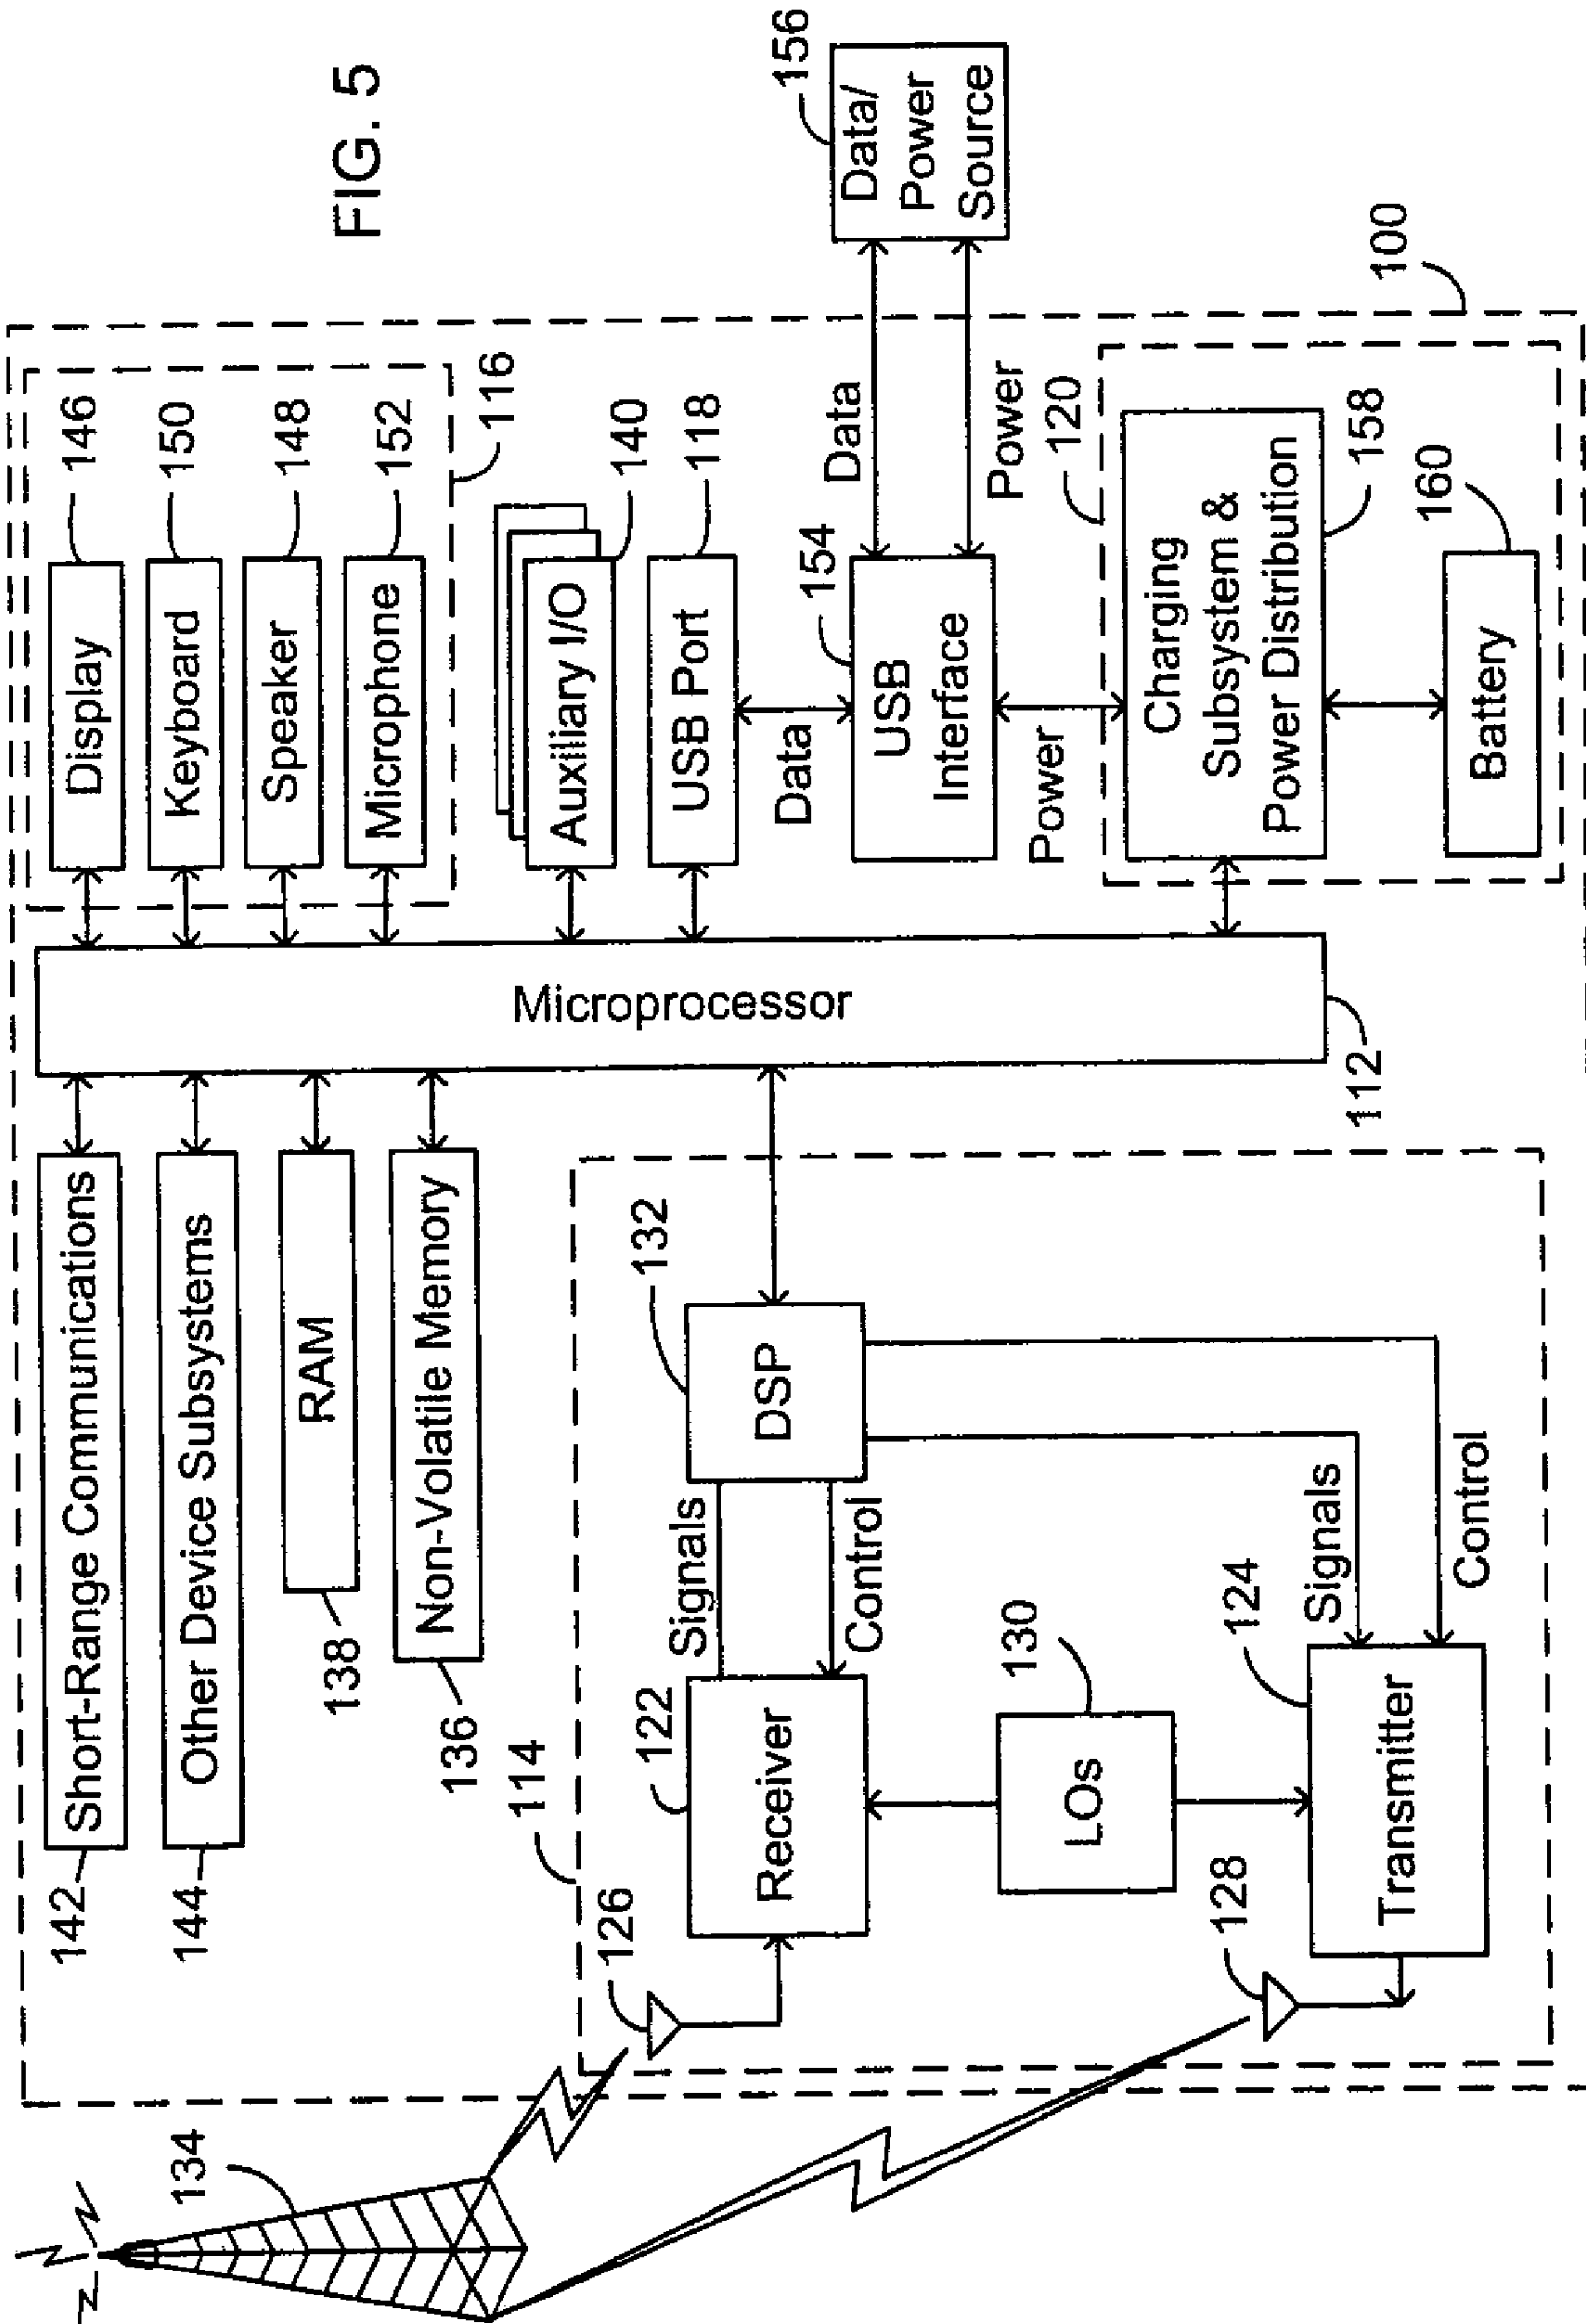 FIG. 5
134
142
Short-Range Communications
144
Other Device Subsystems
138
RAM
136
Non-Volatile Memory
Microprocessor
112
Display
146
Keyboard
150
Speaker
148
Microphone
152
116
Auxiliary I/O
140
USB Port
118
Data
154
USB
Interface
Data
Power
156
Data/
Power
Source
Power
120
Charging
Subsystem &
Power Distribution
158
Battery
160
100
114
126
122
Receiver
Signals
Control
132
DSP
130
LOs
128
124
Transmitter
Signals
Control